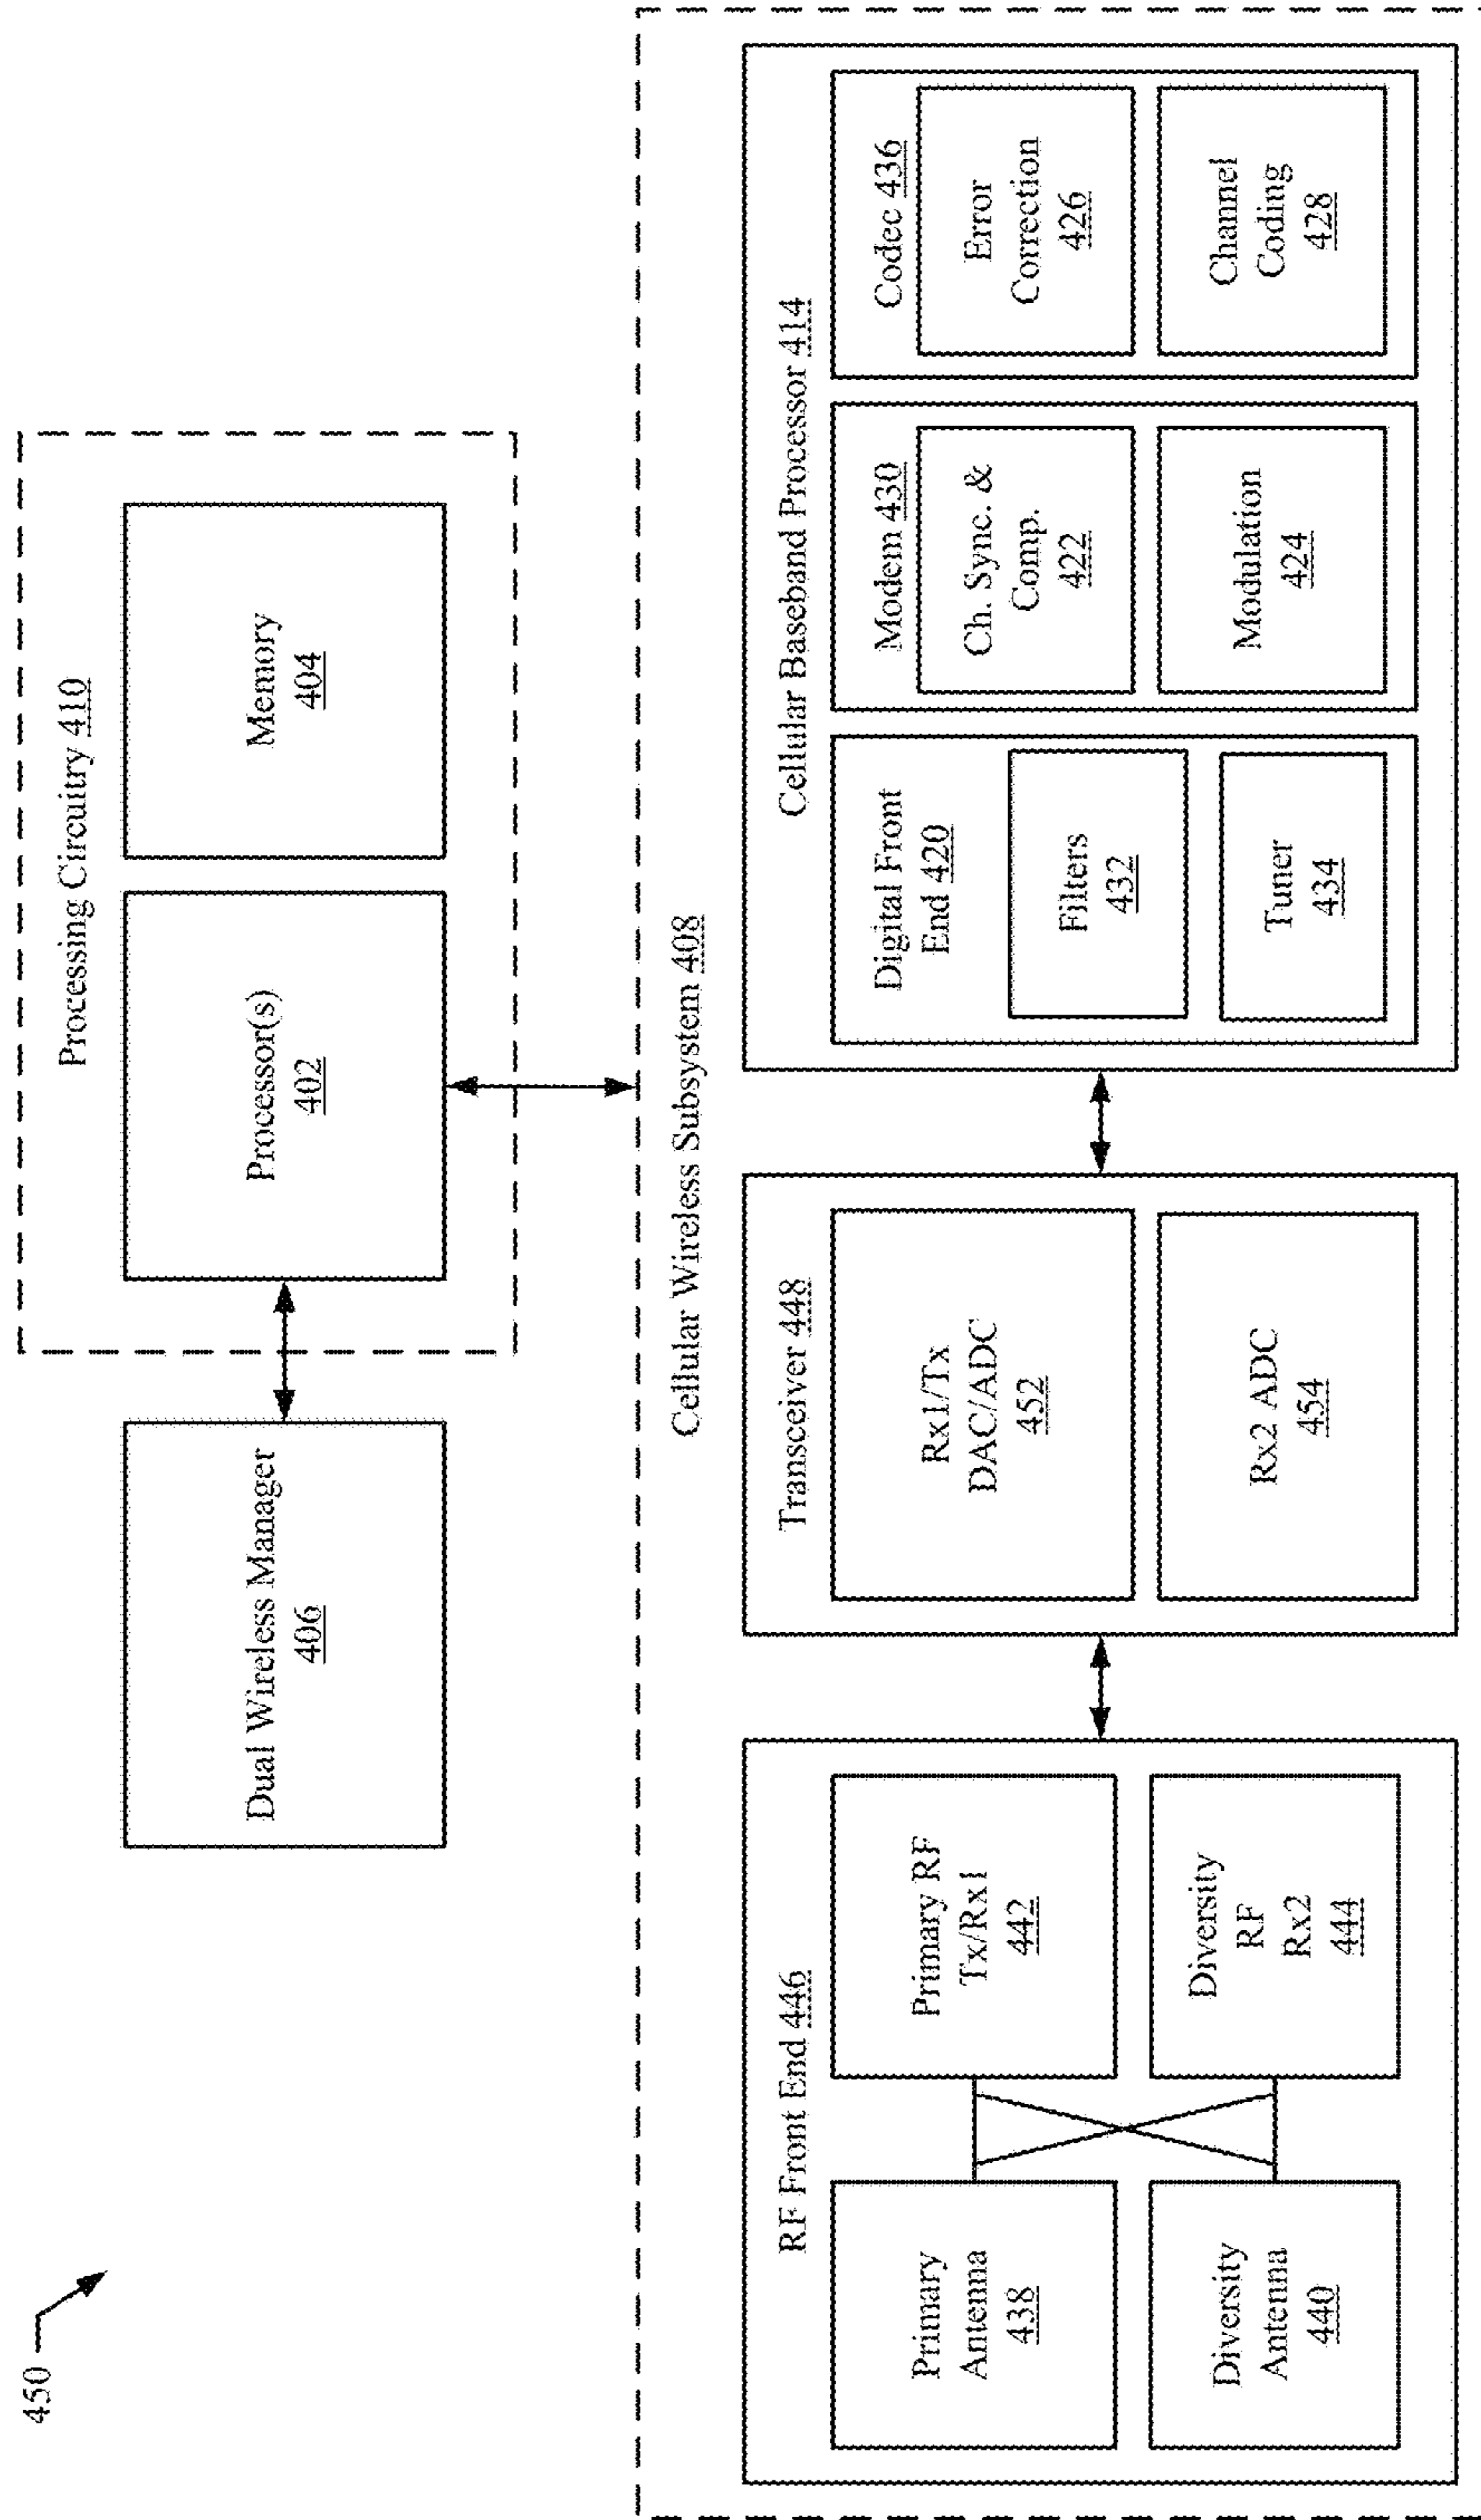 450
Dual Wireless Manager
406
Processing Circuitry 410
Processor(s)
402
Memory
404
Cellular Wireless Subsystem 408
RF Front End 446
Primary
Antenna
438
Primary RF
Tx/Rx1
442
Diversity
Antenna
440
Diversity
RF
Rx2
444
Transceiver 448
Rx1/Tx
DAC/ADC
452
Rx2 ADC
454
Cellular Baseband Processor 414
Digital Front
End 420
Filters
432
Tuner
434
Modem 430
Ch. Sync. &
Comp.
422
Modulation
424
Codec 436
Error
Correction
426
Channel
Coding
428